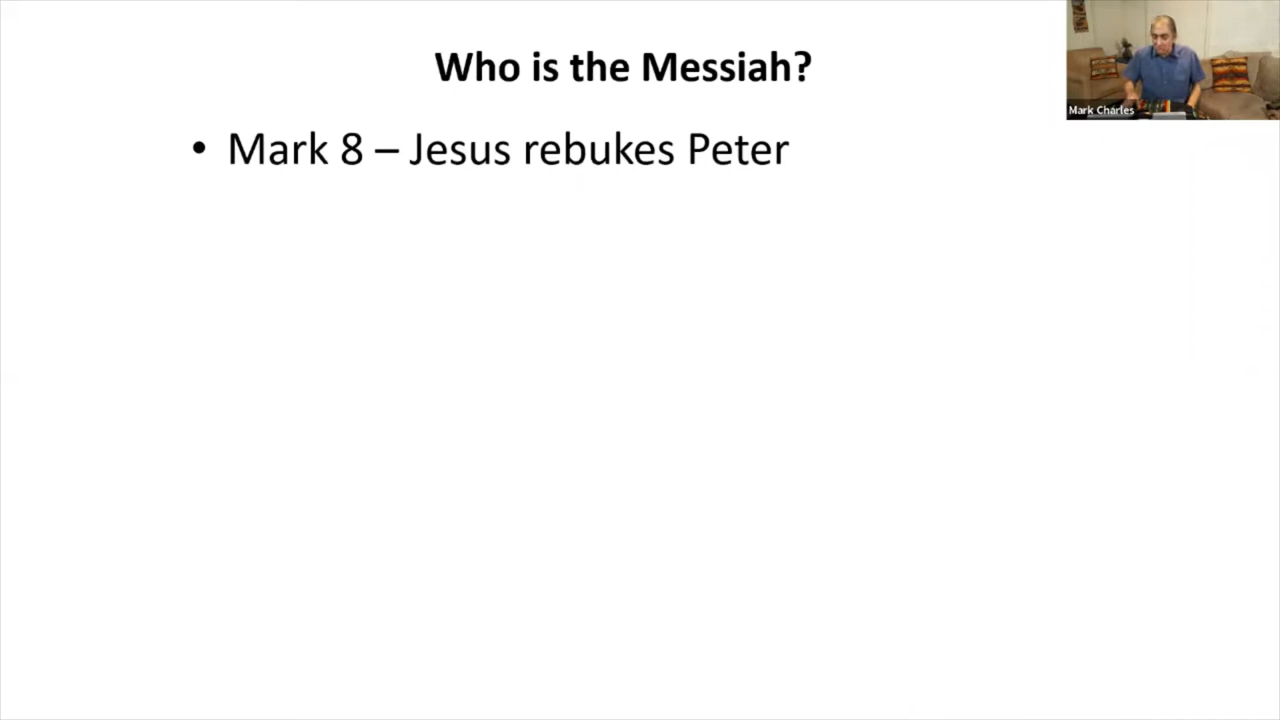 Who is the Messiah?
• Mark 8 – Jesus rebukes Peter
Mark Charles